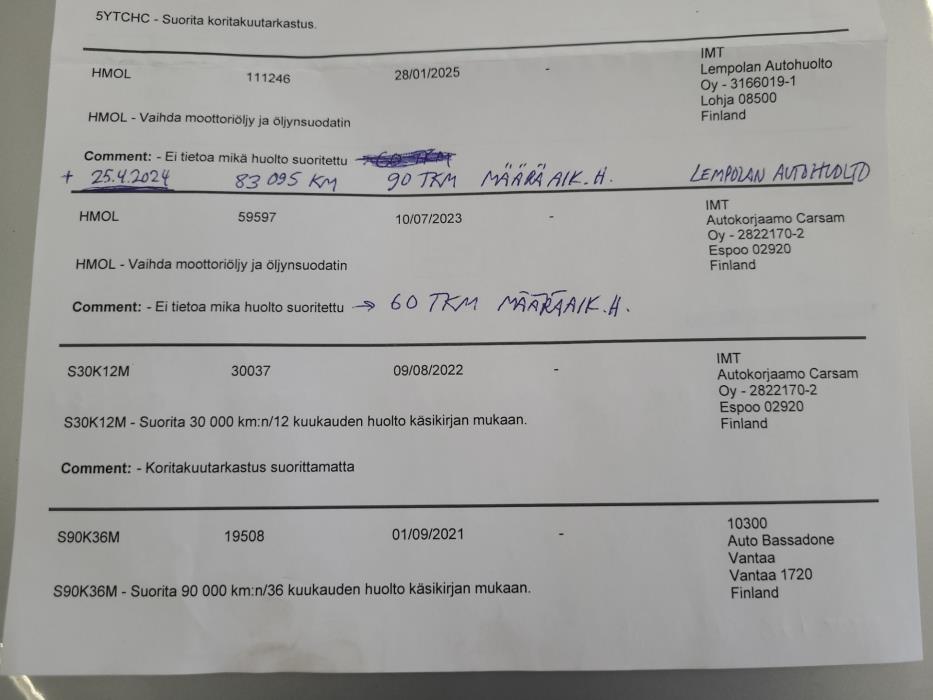 5YTCHC - Suorita koritakuutarkastus.
HMOL 111246 28/01/2025 - IMT
Lempolan Autohuolto
Oy - 3166019-1
Lohja 08500
Finland
HMOL - Vaihda moottoriöljy ja öljynsuodatin
Comment: - Ei tietoa mikä huolto suoritettu 60 TKM
+ 25.4.2024 83 095 KM 90 TKM MÄÄRÄAIK.H. LEMPOLAN AUTOHUOLTO
HMOL 59597 10/07/2023 - IMT
Autokorjaamo Carsam
Oy - 2822170-2
Espoo 02920
Finland
HMOL - Vaihda moottoriöljy ja öljynsuodatin
Comment: - Ei tietoa mika huolto suoritettu → 60 TKM MÄÄRÄAIK.H.
S30K12M 30037 09/08/2022 - IMT
Autokorjaamo Carsam
Oy - 2822170-2
Espoo 02920
Finland
S30K12M - Suorita 30 000 km:n/12 kuukauden huolto käsikirjan mukaan.
Comment: - Koritakuutarkastus suorittamatta
S90K36M 19508 01/09/2021 - 10300
Auto Bassadone
Vantaa
Vantaa 1720
Finland
S90K36M - Suorita 90 000 km:n/36 kuukauden huolto käsikirjan mukaan.